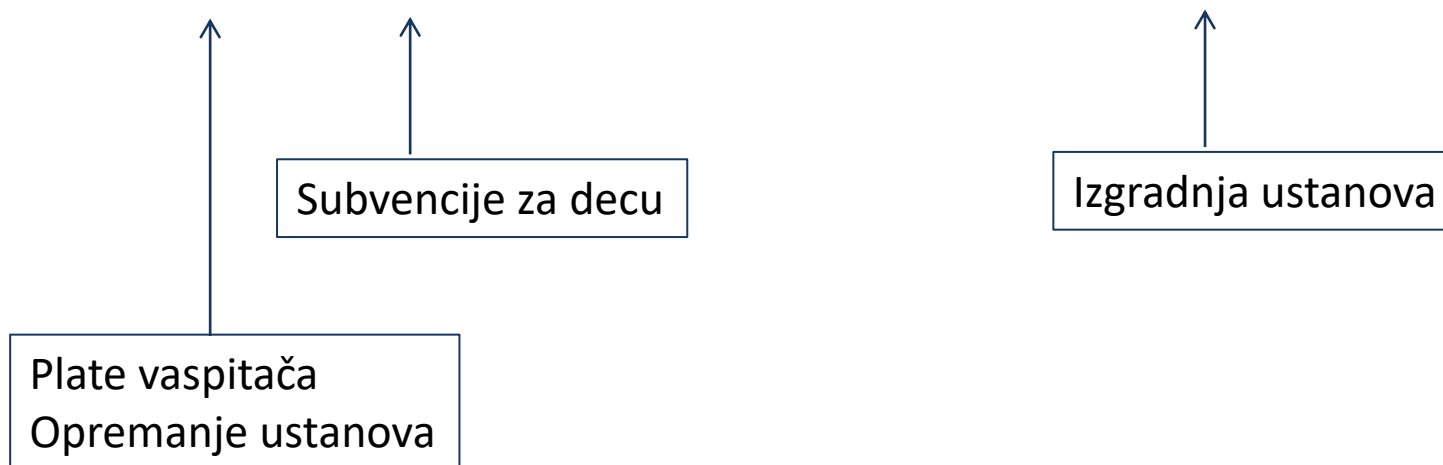 Subvencije za decu
Izgradnja ustanova
Plate vaspitača
Opremanje ustanova